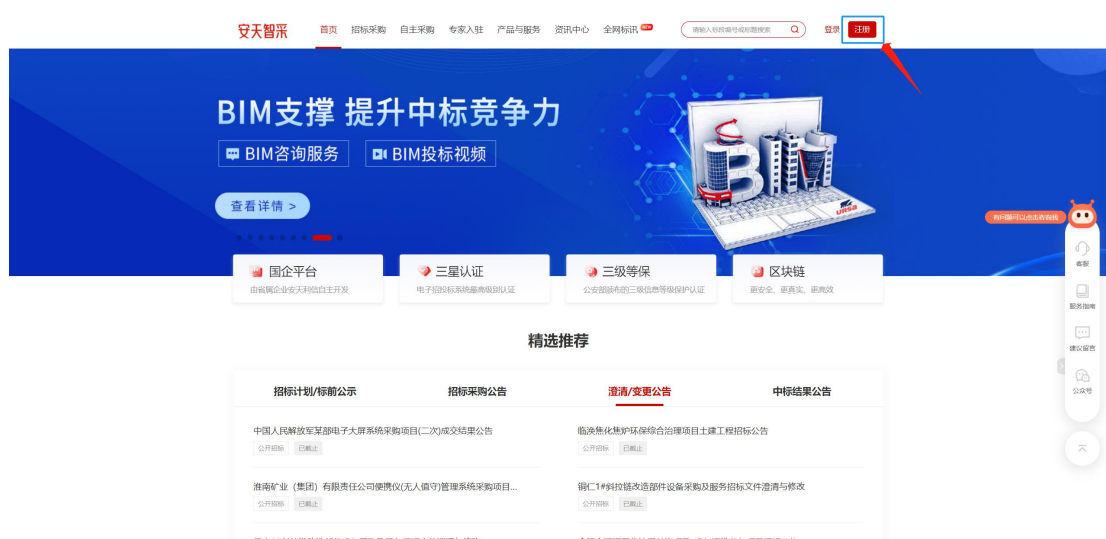 安天智采 首页 招标采购 自主采购 专家入驻 产品与服务 资讯中心 全网标讯 NEW 请输入标段编号或标题搜索 登录 注册
BIM支撑 提升中标竞争力
BIM咨询服务 BIM投标视频
查看详情 >
BIM
URSA
有问题可以点击咨询我
客服
服务指南
建议留言
公众号
国企平台 三星认证 三级等保 区块链
由省属企业安天利信自主开发 电子招投标系统最高级别认证 公安部颁布的三级信息等级保护认证 更安全、更真实、更高效
精选推荐
招标计划/标前公示 招标采购公告 澄清/变更公告 中标结果公告
中国人民解放军某部电子大屏系统采购项目(二次)成交结果公告 临涣焦化焦炉环保综合治理项目土建工程招标公告
公开招标 已截止 公开招标 已截止
淮南矿业（集团）有限责任公司便携仪(无人值守)管理系统采购项目... 铜仁1#斜拉链改造部件设备采购及服务招标文件澄清与修改
公开招标 已截止 公开招标 已截止